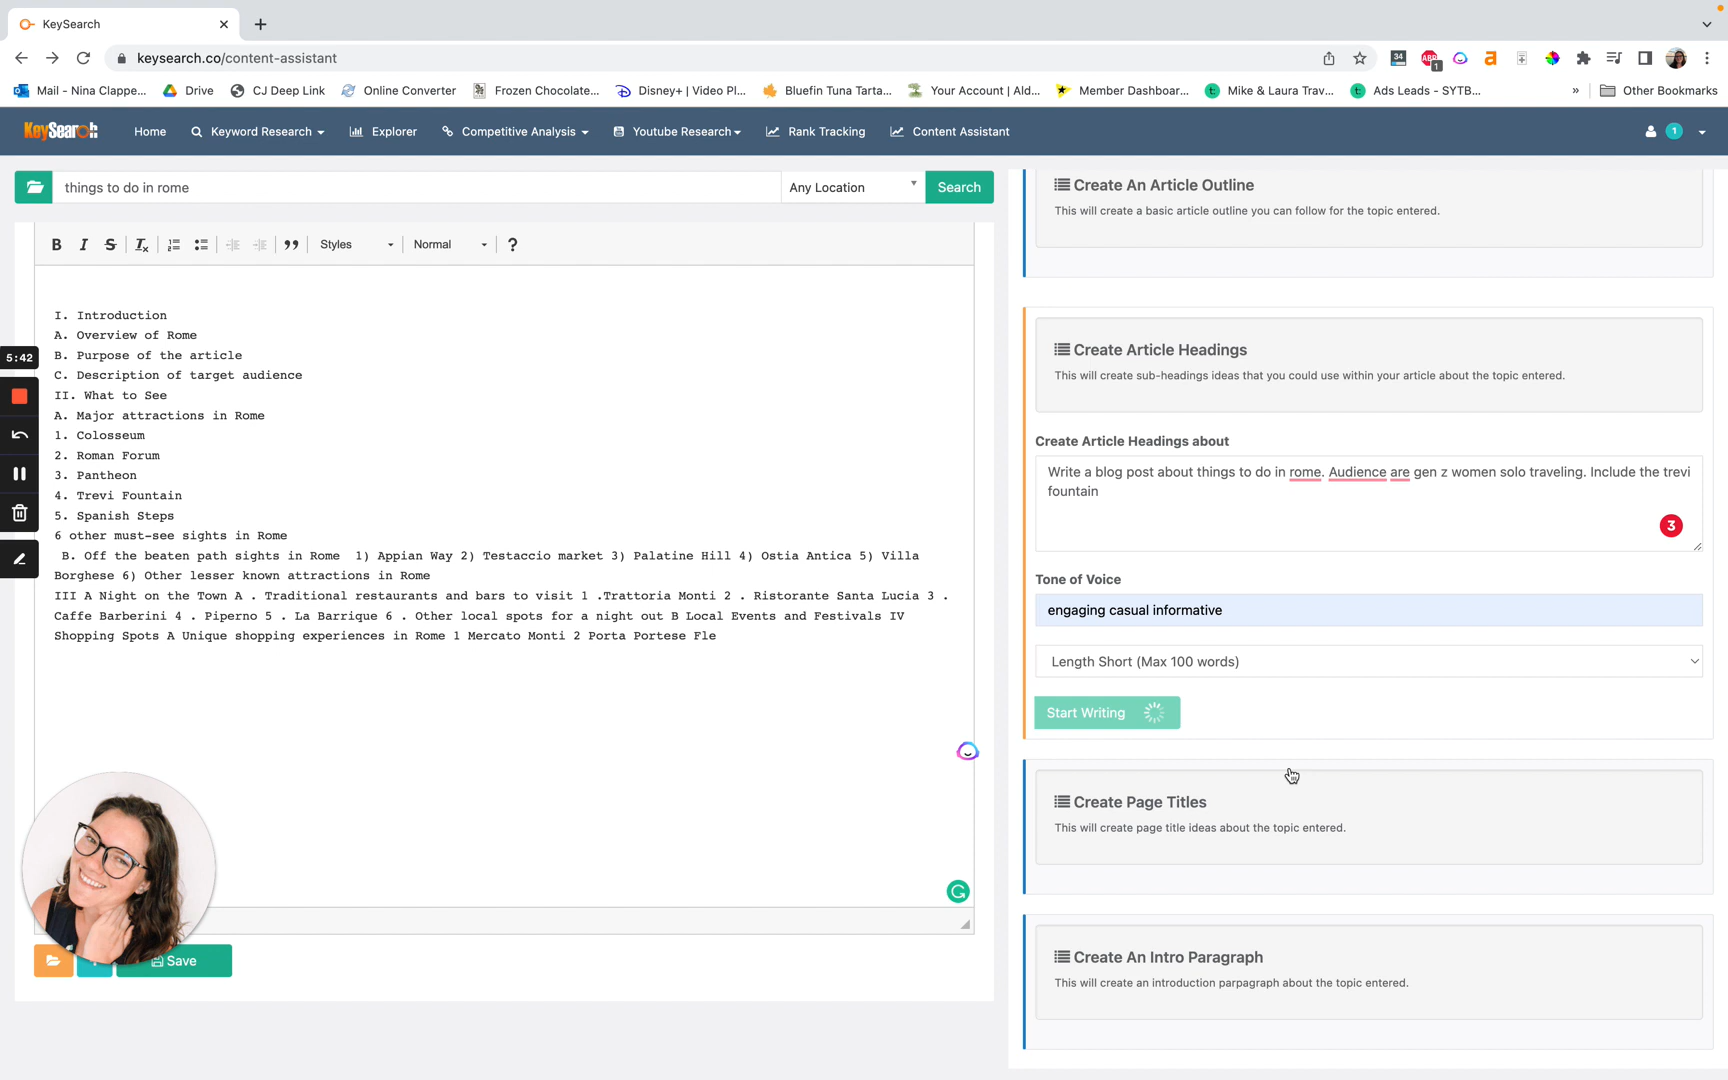 KeySearch
keysearch.co/content-assistant
34
ABP
1
a
Mail - Nina Clappe...
Drive
CJ Deep Link
Online Converter
Frozen Chocolate...
Disney+ | Video Pl...
Bluefin Tuna Tarta...
Your Account | Ald...
Member Dashboar...
Mike & Laura Trav...
Ads Leads - SYTB...
»
Other Bookmarks
KeySearch
Home
Keyword Research
Explorer
Competitive Analysis
Youtube Research
Rank Tracking
Content Assistant
1
things to do in rome
Any Location
Search
B I S Tx
Styles
Normal
?
I. Introduction
A. Overview of Rome
B. Purpose of the article
C. Description of target audience
II. What to See
A. Major attractions in Rome
1. Colosseum
2. Roman Forum
3. Pantheon
4. Trevi Fountain
5. Spanish Steps
6 other must-see sights in Rome
B. Off the beaten path sights in Rome  1) Appian Way 2) Testaccio market 3) Palatine Hill 4) Ostia Antica 5) Villa
Borghese 6) Other lesser known attractions in Rome
III A Night on the Town A . Traditional restaurants and bars to visit 1 .Trattoria Monti 2 . Ristorante Santa Lucia 3 .
Caffe Barberini 4 . Piperno 5 . La Barrique 6 . Other local spots for a night out B Local Events and Festivals IV
Shopping Spots A Unique shopping experiences in Rome 1 Mercato Monti 2 Porta Portese Fle
5:42
Save
Create An Article Outline
This will create a basic article outline you can follow for the topic entered.
Create Article Headings
This will create sub-headings ideas that you could use within your article about the topic entered.
Create Article Headings about
Write a blog post about things to do in rome. Audience are gen z women solo traveling. Include the trevi
fountain
3
Tone of Voice
engaging casual informative
Length Short (Max 100 words)
Start Writing
Create Page Titles
This will create page title ideas about the topic entered.
Create An Intro Paragraph
This will create an introduction parpagraph about the topic entered.